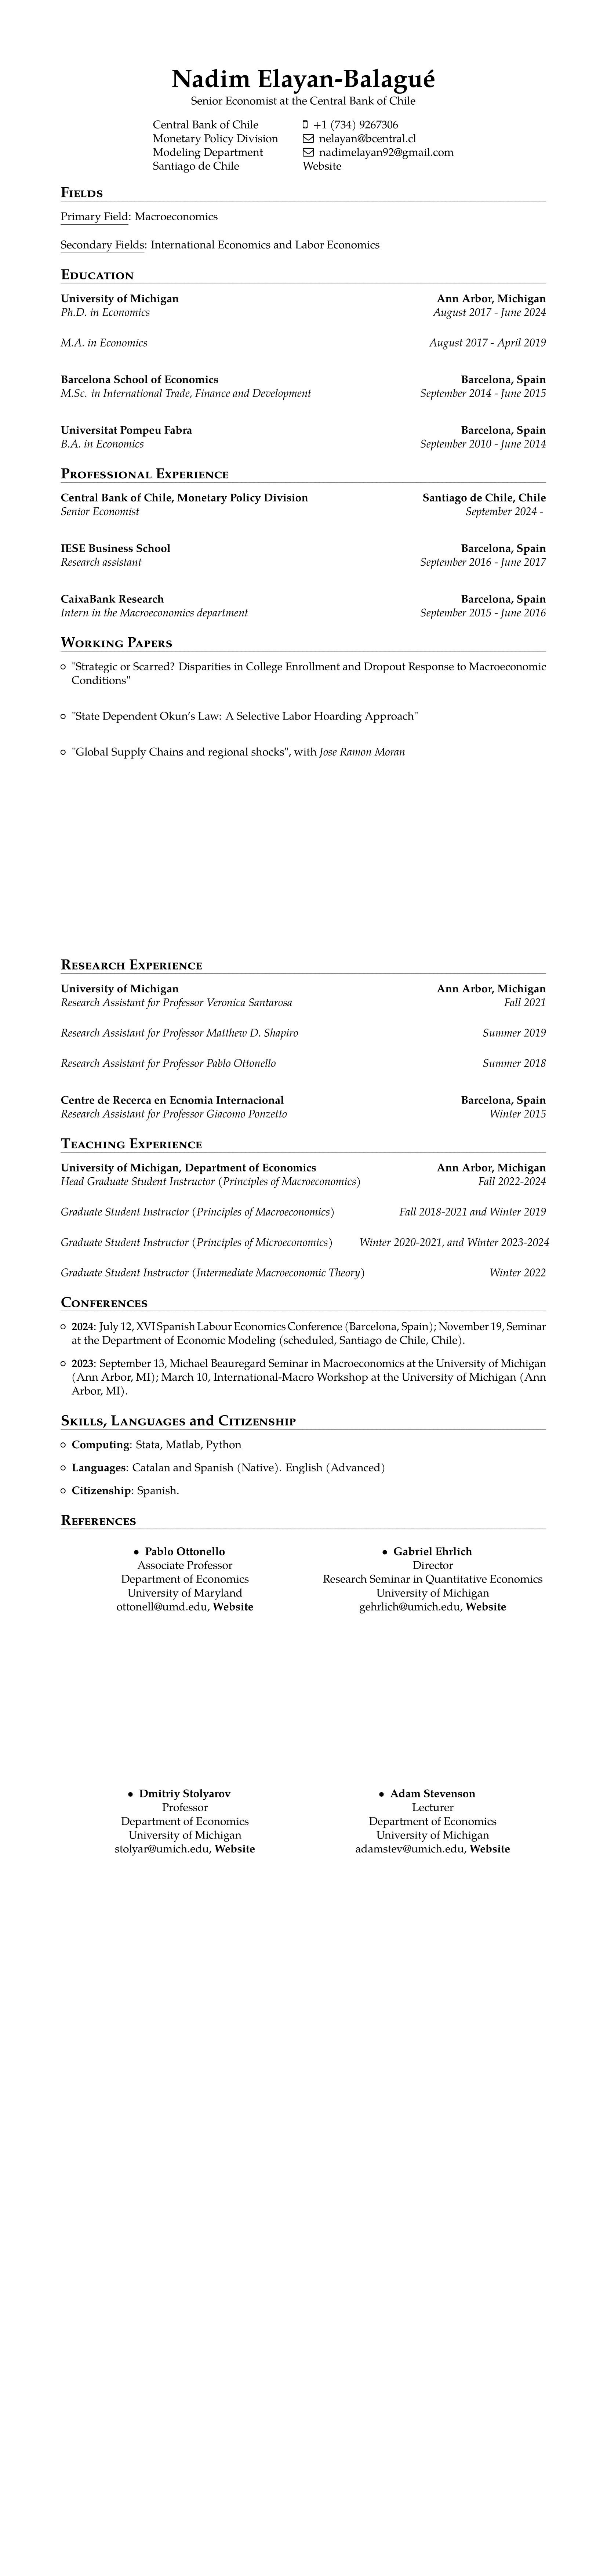 Nadim Elayan-Balagué
Senior Economist at the Central Bank of Chile
Central Bank of Chile +1 (734) 9267306
Monetary Policy Division nelayan@bcentral.cl
Modeling Department nadimelayan92@gmail.com
Santiago de Chile Website
Fields
Primary Field: Macroeconomics
Secondary Fields: International Economics and Labor Economics
Education
University of Michigan Ann Arbor, Michigan
Ph.D. in Economics August 2017 - June 2024
M.A. in Economics August 2017 - April 2019
Barcelona School of Economics Barcelona, Spain
M.Sc. in International Trade, Finance and Development September 2014 - June 2015
Universitat Pompeu Fabra Barcelona, Spain
B.A. in Economics September 2010 - June 2014
Professional Experience
Central Bank of Chile, Monetary Policy Division Santiago de Chile, Chile
Senior Economist September 2024 -
IESE Business School Barcelona, Spain
Research assistant September 2016 - June 2017
CaixaBank Research Barcelona, Spain
Intern in the Macroeconomics department September 2015 - June 2016
Working Papers
"Strategic or Scarred? Disparities in College Enrollment and Dropout Response to Macroeconomic
Conditions"
"State Dependent Okun's Law: A Selective Labor Hoarding Approach"
"Global Supply Chains and regional shocks", with Jose Ramon Moran
Research Experience
University of Michigan Ann Arbor, Michigan
Research Assistant for Professor Veronica Santarosa Fall 2021
Research Assistant for Professor Matthew D. Shapiro Summer 2019
Research Assistant for Professor Pablo Ottonello Summer 2018
Centre de Recerca en Ecnomia Internacional Barcelona, Spain
Research Assistant for Professor Giacomo Ponzetto Winter 2015
Teaching Experience
University of Michigan, Department of Economics Ann Arbor, Michigan
Head Graduate Student Instructor (Principles of Macroeconomics) Fall 2022-2024
Graduate Student Instructor (Principles of Macroeconomics) Fall 2018-2021 and Winter 2019
Graduate Student Instructor (Principles of Microeconomics) Winter 2020-2021, and Winter 2023-2024
Graduate Student Instructor (Intermediate Macroeconomic Theory) Winter 2022
Conferences
2024: July 12, XVI Spanish Labour Economics Conference (Barcelona, Spain); November 19, Seminar
at the Department of Economic Modeling (scheduled, Santiago de Chile, Chile).
2023: September 13, Michael Beauregard Seminar in Macroeconomics at the University of Michigan
(Ann Arbor, MI); March 10, International-Macro Workshop at the University of Michigan (Ann
Arbor, MI).
Skills, Languages and Citizenship
Computing: Stata, Matlab, Python
Languages: Catalan and Spanish (Native). English (Advanced)
Citizenship: Spanish.
References
• Pablo Ottonello
Associate Professor
Department of Economics
University of Maryland
ottonell@umd.edu, Website
• Gabriel Ehrlich
Director
Research Seminar in Quantitative Economics
University of Michigan
gehrlich@umich.edu, Website
• Dmitriy Stolyarov
Professor
Department of Economics
University of Michigan
stolyar@umich.edu, Website
• Adam Stevenson
Lecturer
Department of Economics
University of Michigan
adamstev@umich.edu, Website